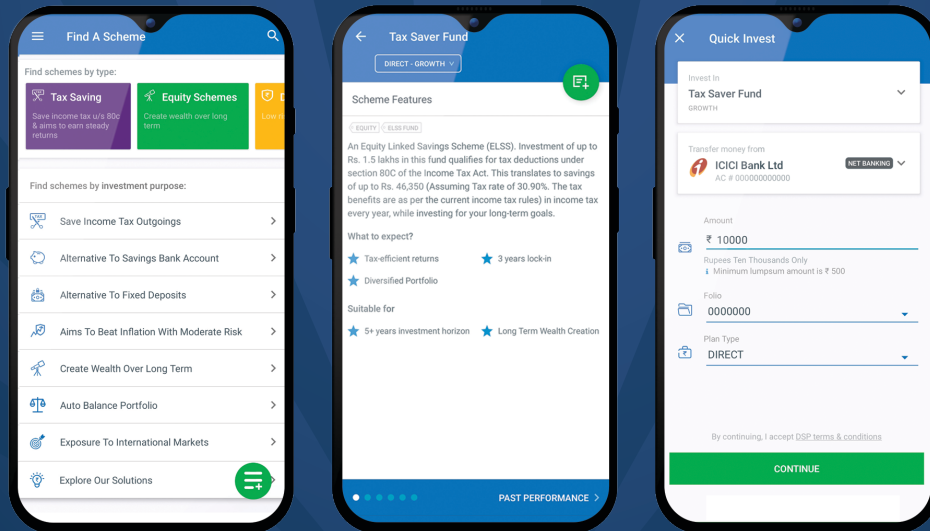 Find A Scheme
Find schemes by type:
Tax Saving
Save income tax u/s 80c
& aims to earn steady
returns
Equity Schemes
Create wealth over long
term
D
Low
Find schemes by investment purpose:
Save Income Tax Outgoings
Alternative To Savings Bank Account
Alternative To Fixed Deposits
Aims To Beat Inflation With Moderate Risk
Create Wealth Over Long Term
Auto Balance Portfolio
Exposure To International Markets
Explore Our Solutions
Tax Saver Fund
DIRECT - GROWTH
Scheme Features
EQUITY
ELSS FUND
An Equity Linked Savings Scheme (ELSS). Investment of up to
Rs. 1.5 lakhs in this fund qualifies for tax deductions under
section 80C of the Income Tax Act. This translates to savings
of up to Rs. 46,350 (Assuming Tax rate of 30.90%. The tax
benefits are as per the current income tax rules) in income tax
every year, while investing for your long-term goals.
What to expect?
Tax-efficient returns
3 years lock-in
Diversified Portfolio
Suitable for
5+ years investment horizon
Long Term Wealth Creation
PAST PERFORMANCE
Quick Invest
Invest In
Tax Saver Fund
GROWTH
Transfer money from
ICICI Bank Ltd
NET BANKING
AC # 000000000000
Amount
₹ 10000
Rupees Ten Thousands Only
i Minimum lumpsum amount is ₹ 500
Folio
0000000
Plan Type
DIRECT
By continuing, I accept DSP terms & conditions
CONTINUE